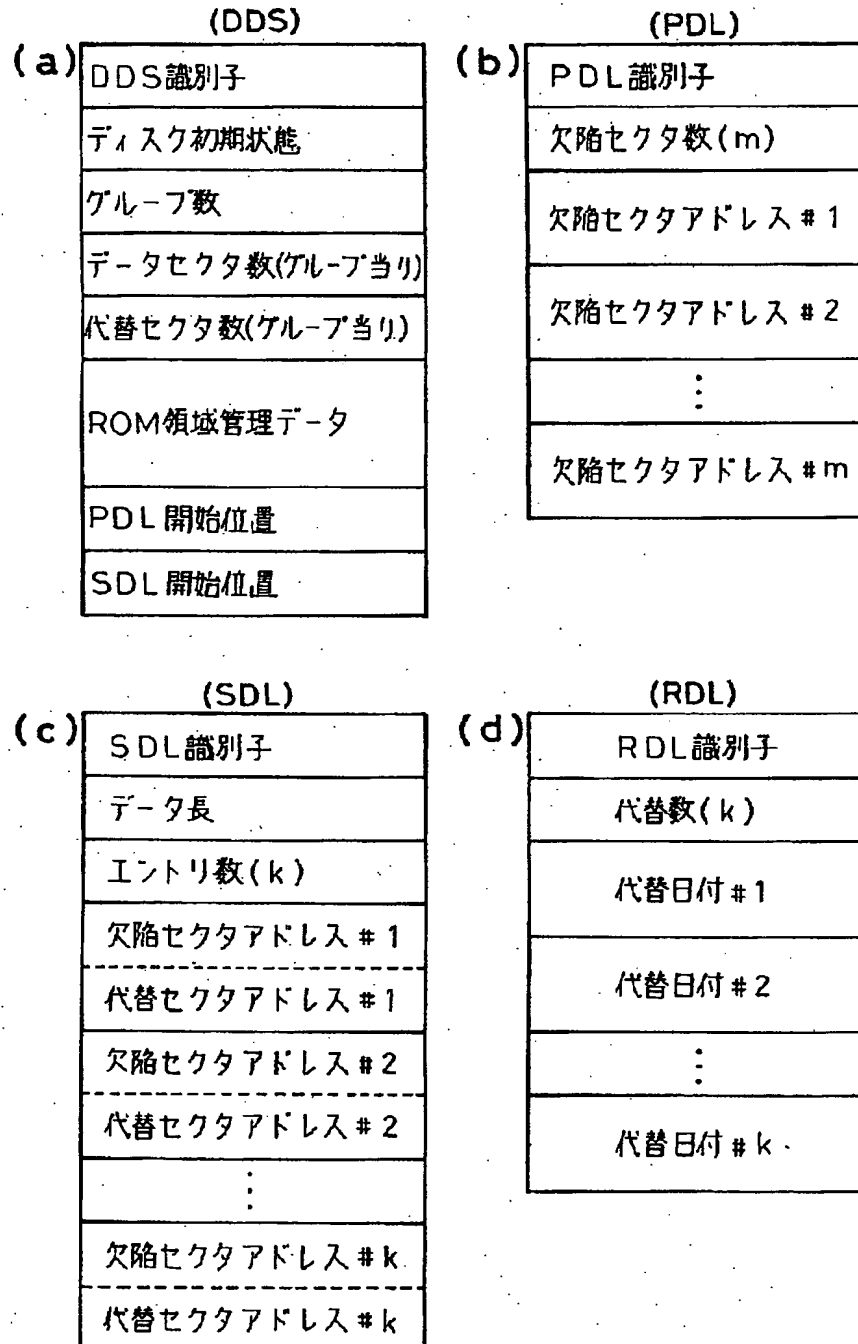 (DDS)
(a)
DDS識別子
ディスク初期状態
グループ数
データセクタ数(グループ当り)
代替セクタ数(グループ当り)
ROM領域管理データ
PDL開始位置
SDL開始位置
(PDL)
(b)
PDL識別子
欠陥セクタ数(m)
欠陥セクタアドレス#1
欠陥セクタアドレス#2
⋮
欠陥セクタアドレス#m
(SDL)
(c)
SDL識別子
データ長
エントリ数(k)
欠陥セクタアドレス#1
代替セクタアドレス#1
欠陥セクタアドレス#2
代替セクタアドレス#2
⋮
欠陥セクタアドレス#k
代替セクタアドレス#k
(RDL)
(d)
RDL識別子
代替数(k)
代替日付#1
代替日付#2
⋮
代替日付#k